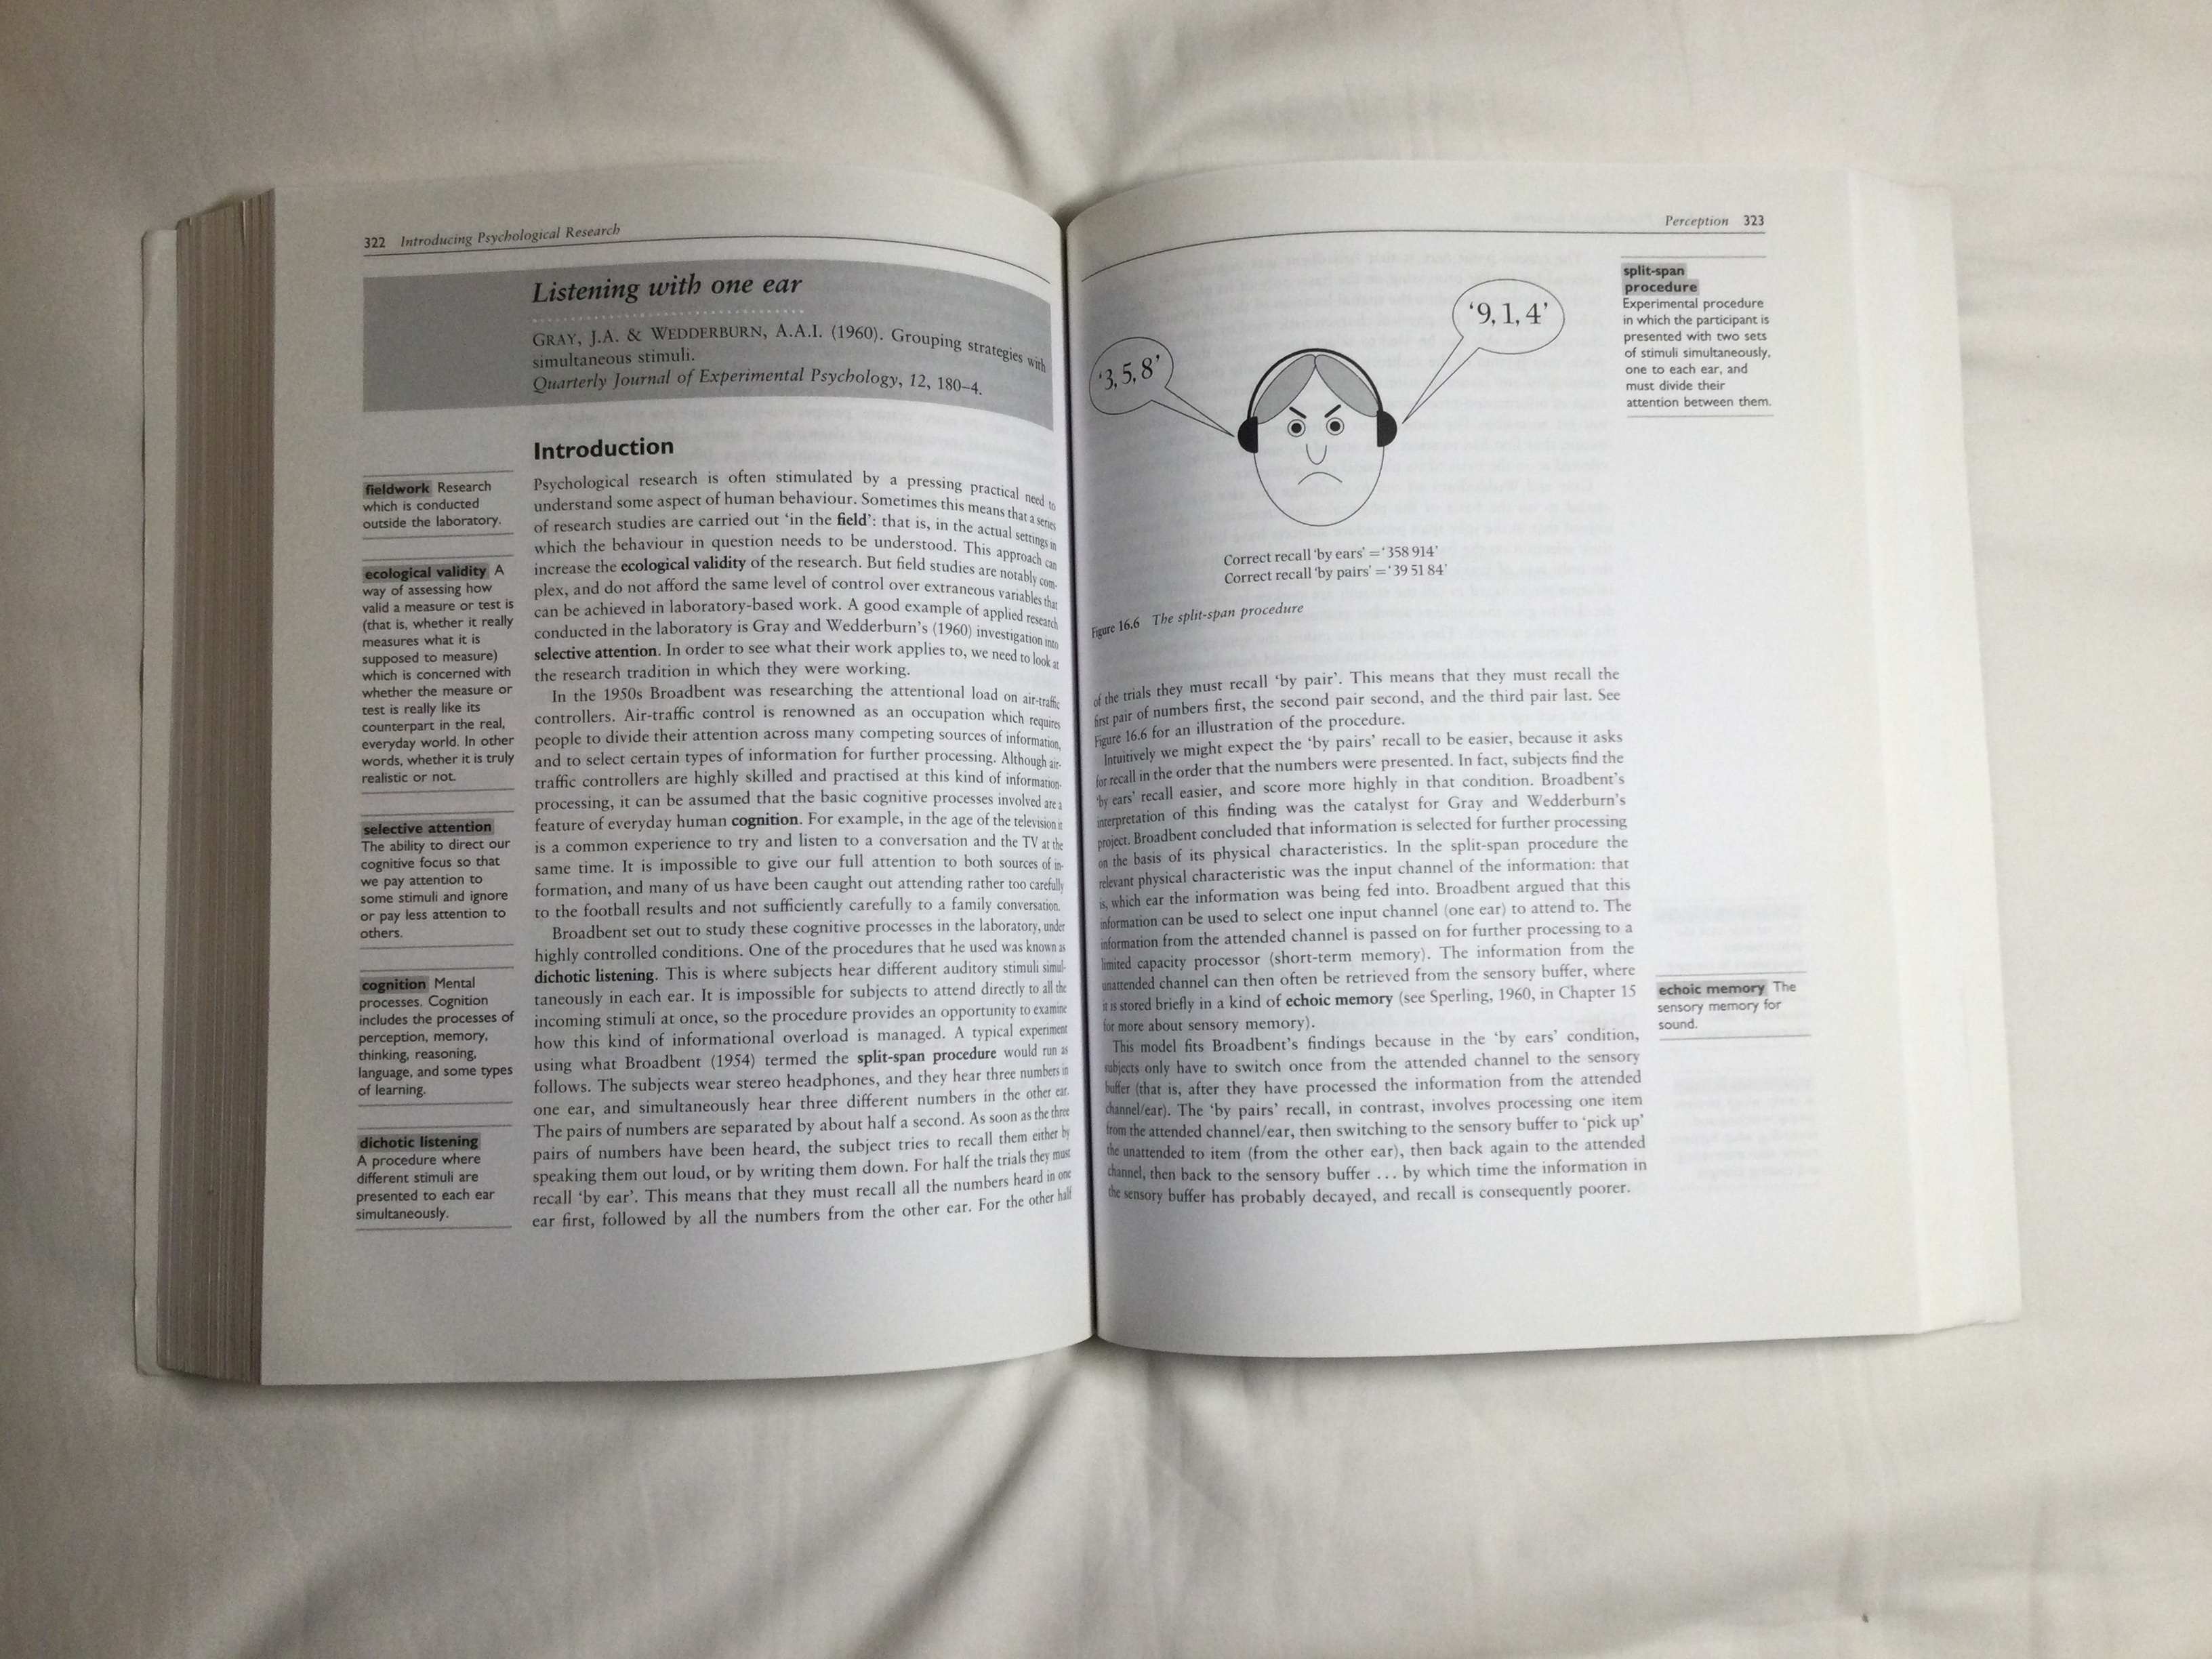 322 Introducing Psychological Research
Listening with one ear
GRAY, J.A. & WEDDERBURN, A.A.I. (1960). Grouping strategies with
simultaneous stimuli.
Quarterly Journal of Experimental Psychology, 12, 180–4.
Introduction
Psychological research is often stimulated by a pressing practical need to
understand some aspect of human behaviour. Sometimes this means that a series
of research studies are carried out ‘in the field’: that is, in the actual settings in
which the behaviour in question needs to be understood. This approach can
increase the ecological validity of the research. But field studies are notably com-
plex, and do not afford the same level of control over extraneous variables that
can be achieved in laboratory-based work. A good example of applied research
conducted in the laboratory is Gray and Wedderburn’s (1960) investigation into
selective attention. In order to see what their work applies to, we need to look at
the research tradition in which they were working.
In the 1950s Broadbent was researching the attentional load on air-traffic
controllers. Air-traffic control is renowned as an occupation which requires
people to divide their attention across many competing sources of information,
and to select certain types of information for further processing. Although air-
traffic controllers are highly skilled and practised at this kind of information-
processing, it can be assumed that the basic cognitive processes involved are a
feature of everyday human cognition. For example, in the age of the television it
is a common experience to try and listen to a conversation and the TV at the
same time. It is impossible to give our full attention to both sources of in-
formation, and many of us have been caught out attending rather too carefully
to the football results and not sufficiently carefully to a family conversation.
Broadbent set out to study these cognitive processes in the laboratory, under
highly controlled conditions. One of the procedures that he used was known as
dichotic listening. This is where subjects hear different auditory stimuli simul-
taneously in each ear. It is impossible for subjects to attend directly to all the
incoming stimuli at once, so the procedure provides an opportunity to examine
how this kind of informational overload is managed. A typical experiment
using what Broadbent (1954) termed the split-span procedure would run as
follows. The subjects wear stereo headphones, and they hear three numbers in
one ear, and simultaneously hear three different numbers in the other ear.
The pairs of numbers are separated by about half a second. As soon as the three
pairs of numbers have been heard, the subject tries to recall them either by
speaking them out loud, or by writing them down. For half the trials they must
recall ‘by ear’. This means that they must recall all the numbers heard in one
ear first, followed by all the numbers from the other ear. For the other half
fieldwork Research
which is conducted
outside the laboratory.
ecological validity A
way of assessing how
valid a measure or test is
(that is, whether it really
measures what it is
supposed to measure)
which is concerned with
whether the measure or
test is really like its
counterpart in the real,
everyday world. In other
words, whether it is truly
realistic or not.
selective attention
The ability to direct our
cognitive focus so that
we pay attention to
some stimuli and ignore
or pay less attention to
others.
cognition Mental
processes. Cognition
includes the processes of
perception, memory,
thinking, reasoning,
language, and some types
of learning.
dichotic listening
A procedure where
different stimuli are
presented to each ear
simultaneously.
Perception 323
‘3, 5, 8’
‘9, 1, 4’
Correct recall ‘by ears’ = ‘358 914’
Correct recall ‘by pairs’ = ‘39 51 84’
Figure 16.6 The split-span procedure
of the trials they must recall ‘by pair’. This means that they must recall the
first pair of numbers first, the second pair second, and the third pair last. See
Figure 16.6 for an illustration of the procedure.
Intuitively we might expect the ‘by pairs’ recall to be easier, because it asks
for recall in the order that the numbers were presented. In fact, subjects find the
‘by ears’ recall easier, and score more highly in that condition. Broadbent’s
interpretation of this finding was the catalyst for Gray and Wedderburn’s
project. Broadbent concluded that information is selected for further processing
on the basis of its physical characteristics. In the split-span procedure the
relevant physical characteristic was the input channel of the information: that
is, which ear the information was being fed into. Broadbent argued that this
information can be used to select one input channel (one ear) to attend to. The
information from the attended channel is passed on for further processing to a
limited capacity processor (short-term memory). The information from the
unattended channel can then often be retrieved from the sensory buffer, where
it is stored briefly in a kind of echoic memory (see Sperling, 1960, in Chapter 15
for more about sensory memory).
This model fits Broadbent’s findings because in the ‘by ears’ condition,
subjects only have to switch once from the attended channel to the sensory
buffer (that is, after they have processed the information from the attended
channel/ear). The ‘by pairs’ recall, in contrast, involves processing one item
from the attended channel/ear, then switching to the sensory buffer to ‘pick up’
the unattended to item (from the other ear), then back again to the attended
channel, then back to the sensory buffer ... by which time the information in
the sensory buffer has probably decayed, and recall is consequently poorer.
split-span
procedure
Experimental procedure
in which the participant is
presented with two sets
of stimuli simultaneously,
one to each ear, and
must divide their
attention between them.
echoic memory The
sensory memory for
sound.